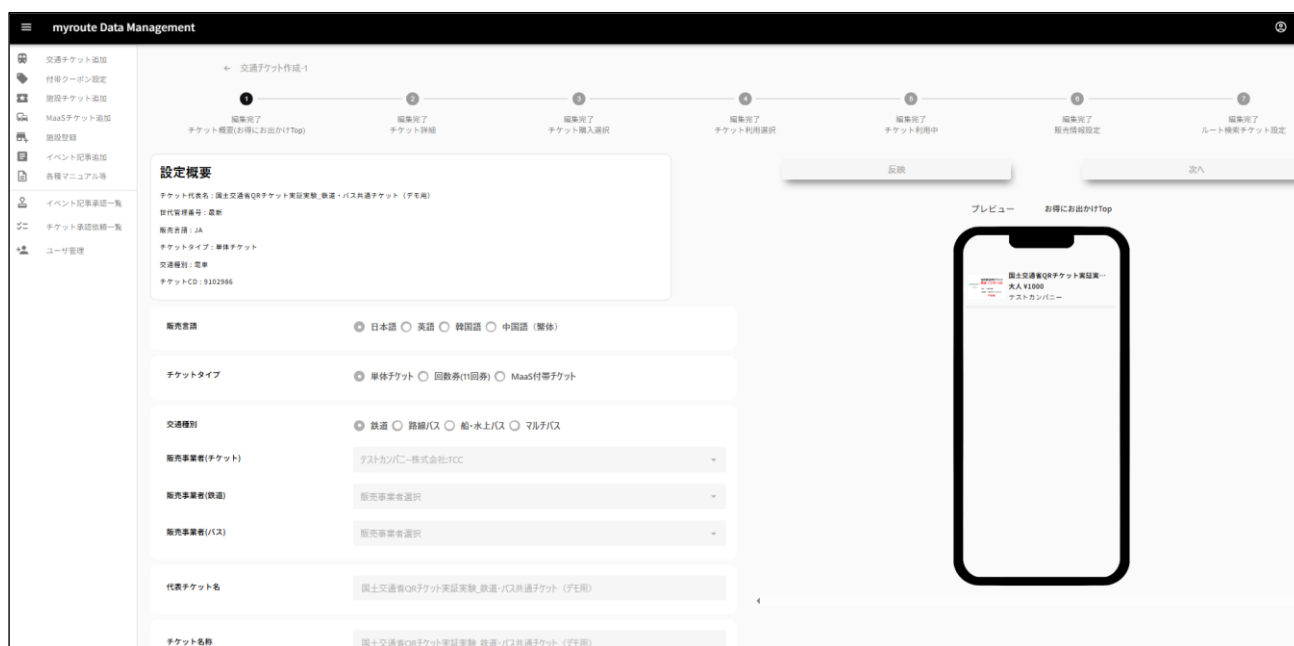 myroute Data Management
交通チケット追加
付帯クーポン設定
施設チケット追加
MaaSチケット追加
施設登録
イベント記事追加
各種マニュアル等
イベント記事承認一覧
チケット承認依頼一覧
ユーザ管理
← 交通チケット作成-1
1 2 3 4 5 6 7
編集完了 編集完了 編集完了 編集完了 編集完了 編集完了 編集完了
チケット概要(お得にお出かけTop) チケット詳細 チケット購入選択 チケット利用選択 チケット利用中 販売情報設定 ルート検索チケット設定
設定概要
チケット代表名 : 国土交通省QRチケット実証実験_鉄道・バス共通チケット（デモ用）
世代管理番号 : 最新
販売言語 : JA
チケットタイプ : 単体チケット
交通種別 : 電車
チケットCD : 9102986
反映 次へ
プレビュー お得にお出かけTop
国土交通省QRチケット実証実…
大人 ¥1000
テストカンパニー
販売言語 日本語 英語 韓国語 中国語（繁体）
チケットタイプ 単体チケット 回数券(11回券) MaaS付帯チケット
交通種別 鉄道 路線バス 船・水上バス マルチパス
販売事業者(チケット) テストカンパニー株式会社:TCC
販売事業者(鉄道) 販売事業者選択
販売事業者(バス) 販売事業者選択
代表チケット名 国土交通省QRチケット実証実験_鉄道・バス共通チケット（デモ用）
チケット名称 国土交通省QRチケット実証実験_鉄道・バス共通チケット（デモ用）